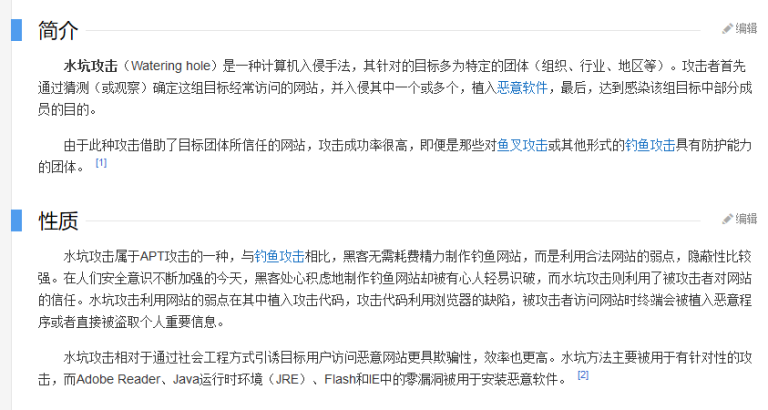 简介
编辑
水坑攻击（Watering hole）是一种计算机入侵手法，其针对的目标多为特定的团体（组织、行业、地区等）。攻击者首先
通过猜测（或观察）确定这组目标经常访问的网站，并入侵其中一个或多个，植入恶意软件，最后，达到感染该组目标中部分成
员的目的。
由于此种攻击借助了目标团体所信任的网站，攻击成功率很高，即便是那些对鱼叉攻击或其他形式的钓鱼攻击具有防护能力
的团体。 [1]
性质
编辑
水坑攻击属于APT攻击的一种，与钓鱼攻击相比，黑客无需耗费精力制作钓鱼网站，而是利用合法网站的弱点，隐蔽性比较
强。在人们安全意识不断加强的今天，黑客处心积虑地制作钓鱼网站却被有心人轻易识破，而水坑攻击则利用了被攻击者对网站
的信任。水坑攻击利用网站的弱点在其中植入攻击代码，攻击代码利用浏览器的缺陷，被攻击者访问网站时终端会被植入恶意程
序或者直接被盗取个人重要信息。
水坑攻击相对于通过社会工程方式引诱目标用户访问恶意网站更具欺骗性，效率也更高。水坑方法主要被用于有针对性的攻
击，而Adobe Reader、Java运行时环境（JRE）、Flash和IE中的零漏洞被用于安装恶意软件。 [2]